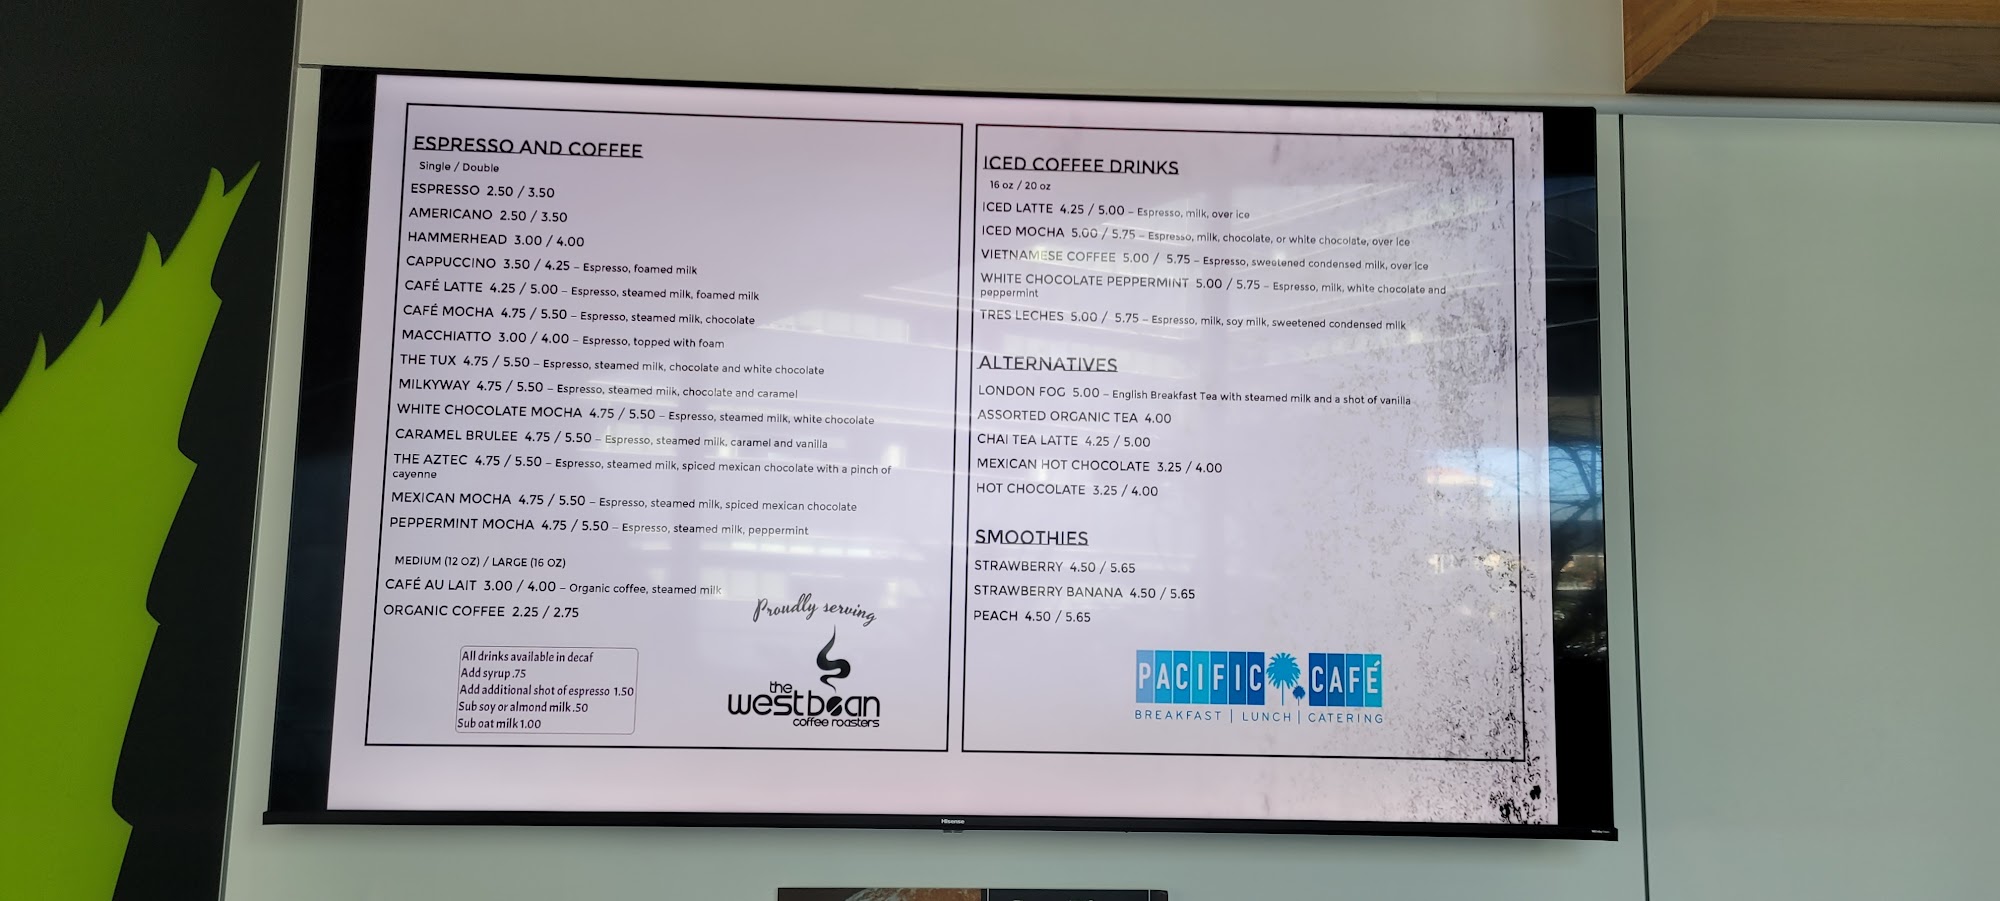 ESPRESSO AND COFFEE
Single / Double
ESPRESSO 2.50 / 3.50
AMERICANO 2.50 / 3.50
HAMMERHEAD 3.00 / 4.00
CAPPUCCINO 3.50 / 4.25 – Espresso, foamed milk
CAFÉ LATTE 4.25 / 5.00 – Espresso, steamed milk, foamed milk
CAFÉ MOCHA 4.75 / 5.50 – Espresso, steamed milk, chocolate
MACCHIATTO 3.00 / 4.00 – Espresso, topped with foam
THE TUX 4.75 / 5.50 – Espresso, steamed milk, chocolate and white chocolate
MILKYWAY 4.75 / 5.50 – Espresso, steamed milk, chocolate and caramel
WHITE CHOCOLATE MOCHA 4.75 / 5.50 – Espresso, steamed milk, white chocolate
CARAMEL BRULEE 4.75 / 5.50 – Espresso, steamed milk, caramel and vanilla
THE AZTEC 4.75 / 5.50 – Espresso, steamed milk, spiced mexican chocolate with a pinch of
cayenne
MEXICAN MOCHA 4.75 / 5.50 – Espresso, steamed milk, spiced mexican chocolate
PEPPERMINT MOCHA 4.75 / 5.50 – Espresso, steamed milk, peppermint
MEDIUM (12 OZ) / LARGE (16 OZ)
CAFÉ AU LAIT 3.00 / 4.00 – Organic coffee, steamed milk
ORGANIC COFFEE 2.25 / 2.75
All drinks available in decaf
Add syrup .75
Add additional shot of espresso 1.50
Sub soy or almond milk .50
Sub oat milk 1.00
Proudly serving
the
westbean
coffee roasters
ICED COFFEE DRINKS
16 oz / 20 oz
ICED LATTE 4.25 / 5.00 – Espresso, milk, over ice
ICED MOCHA 5.00 / 5.75 – Espresso, milk, chocolate, or white chocolate, over ice
VIETNAMESE COFFEE 5.00 / 5.75 – Espresso, sweetened condensed milk, over ice
WHITE CHOCOLATE PEPPERMINT 5.00 / 5.75 – Espresso, milk, white chocolate and
peppermint
TRES LECHES 5.00 / 5.75 – Espresso, milk, soy milk, sweetened condensed milk
ALTERNATIVES
LONDON FOG 5.00 – English Breakfast Tea with steamed milk and a shot of vanilla
ASSORTED ORGANIC TEA 4.00
CHAI TEA LATTE 4.25 / 5.00
MEXICAN HOT CHOCOLATE 3.25 / 4.00
HOT CHOCOLATE 3.25 / 4.00
SMOOTHIES
STRAWBERRY 4.50 / 5.65
STRAWBERRY BANANA 4.50 / 5.65
PEACH 4.50 / 5.65
PACIFIC CAFÉ
BREAKFAST | LUNCH | CATERING
Hisense